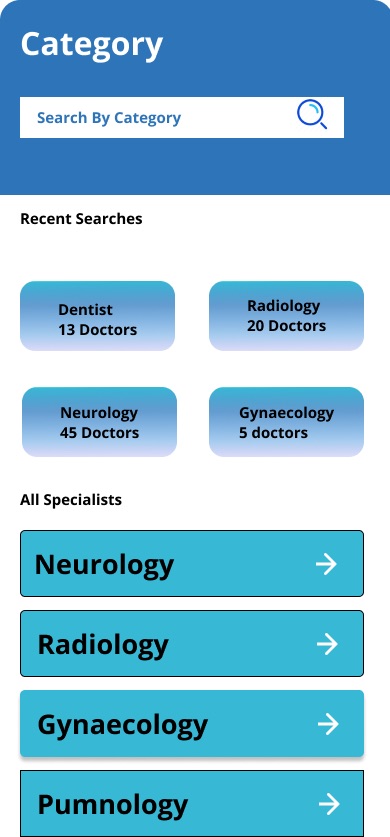 Category
Search By Category
Recent Searches
Dentist
13 Doctors
Radiology
20 Doctors
Neurology
45 Doctors
Gynaecology
5 doctors
All Specialists
Neurology
Radiology
Gynaecology
Pumnology